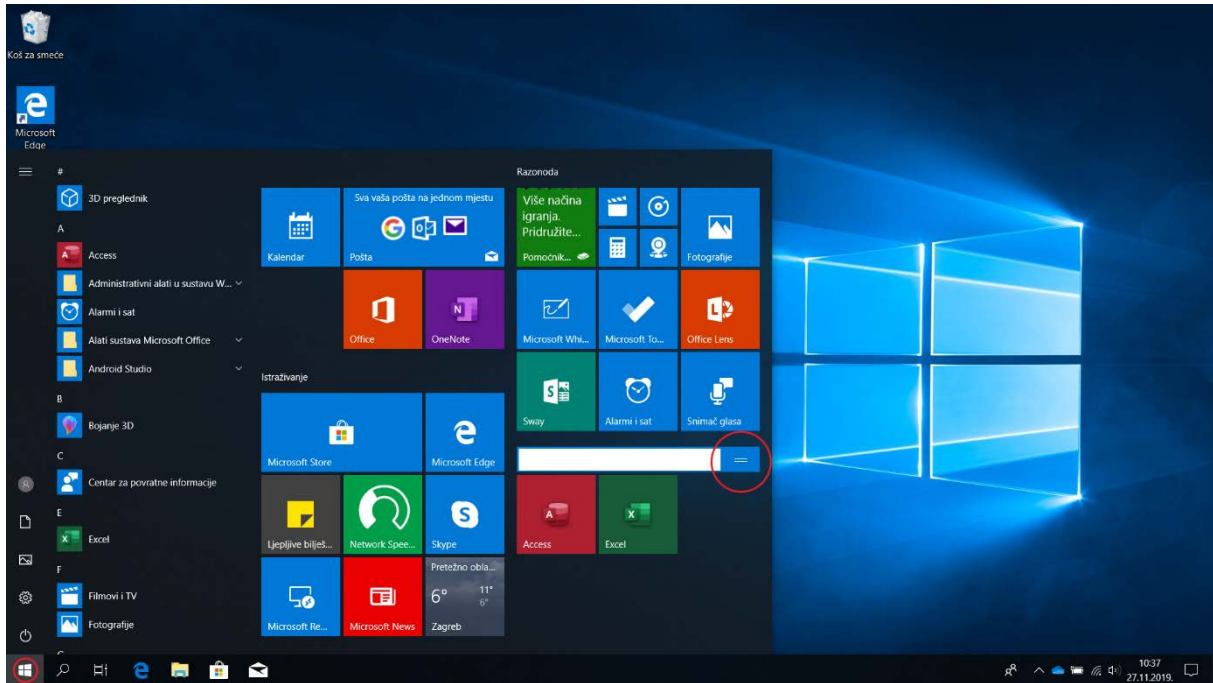 Koš za smeće
Microsoft
Edge
#
3D preglednik
A
Access
Administrativni alati u sustavu W...
Alarmi i sat
Alati sustava Microsoft Office
Android Studio
B
Bojanje 3D
C
Centar za povratne informacije
E
Excel
F
Filmovi i TV
Fotografije
Kalendar
Sva vaša pošta na jednom mjestu
Pošta
Office
OneNote
Istraživanje
Microsoft Store
Microsoft Edge
Ljepljive bilješ...
Network Spee...
Skype
Microsoft Re...
Microsoft News
Pretežno obla...
6° 11°
6°
Zagreb
Razonoda
Više načina
igranja.
Pridružite...
Pomoćnik...
Fotografije
Microsoft Whi...
Microsoft To...
Office Lens
Sway
Alarmi i sat
Snimač glasa
Access
Excel
10:37
27.11.2019.